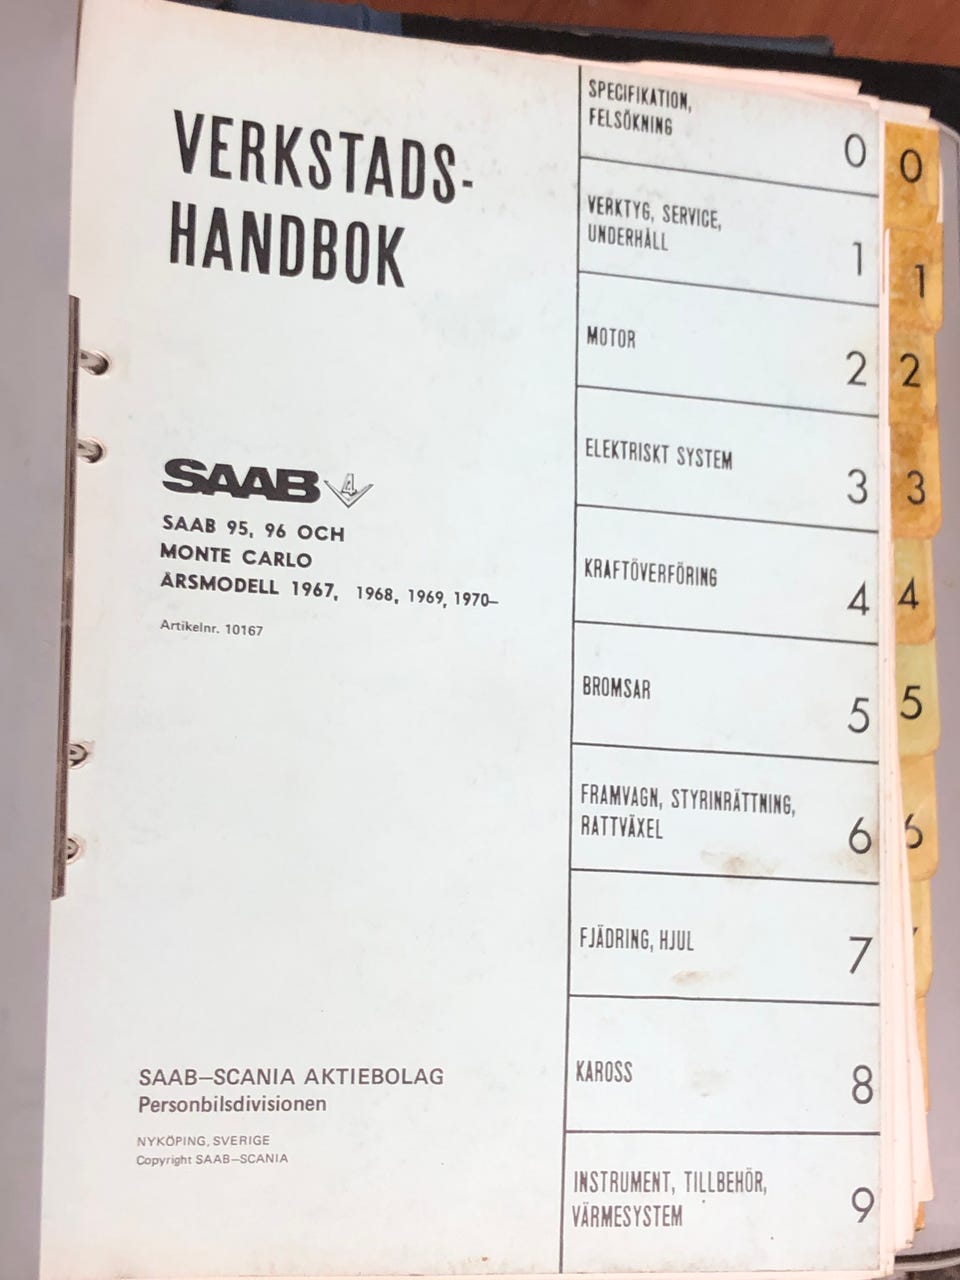 VERKSTADS-
HANDBOK
SAAB V4
SAAB 95, 96 OCH
MONTE CARLO
ÅRSMODELL 1967, 1968, 1969, 1970–
Artikelnr. 10167
SAAB–SCANIA AKTIEBOLAG
Personbilsdivisionen
NYKÖPING, SVERIGE
Copyright SAAB–SCANIA
SPECIFIKATION,
FELSÖKNING
0
VERKTYG, SERVICE,
UNDERHÅLL
1
MOTOR
2
ELEKTRISKT SYSTEM
3
KRAFTÖVERFÖRING
4
BROMSAR
5
FRAMVAGN, STYRINRÄTTNING,
RATTVÄXEL
6
FJÄDRING, HJUL
7
KAROSS
8
INSTRUMENT, TILLBEHÖR,
VÄRMESYSTEM
9
0
1
2
3
4
5
6